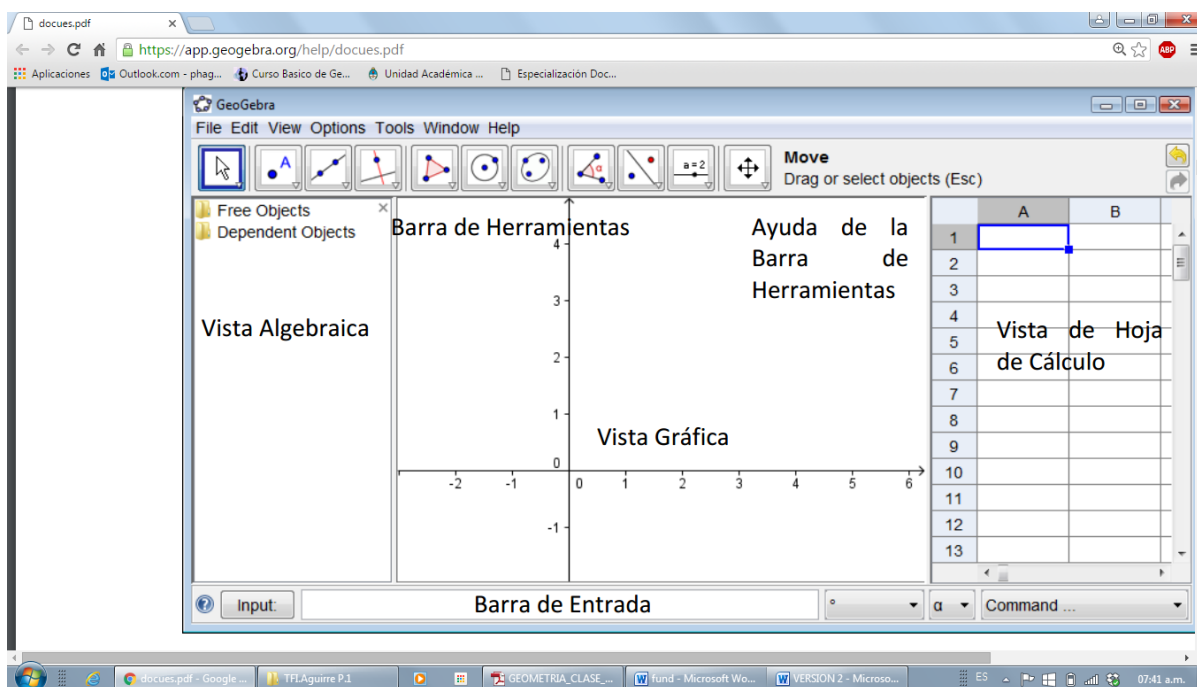 docues.pdf
https://app.geogebra.org/help/docues.pdf
ABP
Aplicaciones Outlook.com - phag... Curso Basico de Ge... Unidad Académica ... Especialización Doc...
GeoGebra
File Edit View Options Tools Window Help
A
α
a = 2
Move
Drag or select objects (Esc)
Free Objects
Dependent Objects
Barra de Herramientas
Ayuda de la
Barra de
Herramientas
Vista Algebraica
Vista Gráfica
4
3
2
1
0
-1
-2 -1 0 1 2 3 4 5 6
A B
1
2
3
4
5
6
7
8
9
10
11
12
13
Vista de Hoja
de Cálculo
Input:
Barra de Entrada
° α Command ...
docues.pdf - Google ... TFI.Aguirre P.1 GEOMETRIA_CLASE_... fund - Microsoft Wo... VERSION 2 - Microso... ES 07:41 a.m.